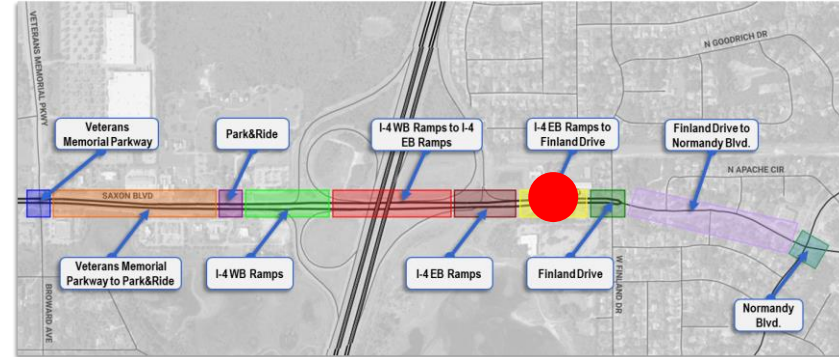 VETERANS MEMORIAL PKWY
N GOODRICH DR
Veterans
Memorial Parkway
Park&Ride
I-4 WB Ramps to I-4
EB Ramps
I-4 EB Ramps to
Finland Drive
Finland Drive to
Normandy Blvd.
N APACHE CIR
SAXON BLVD
Veterans Memorial
Parkway to Park&Ride
I-4 WB Ramps
I-4 EB Ramps
Finland Drive
W FINLAND DR
BROWARD AVE
Normandy
Blvd.